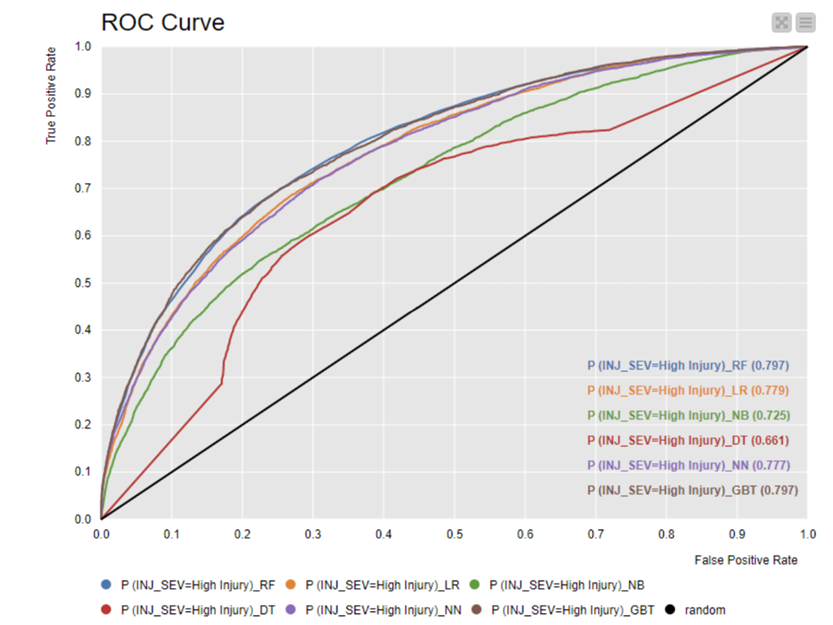 ROC Curve
True Positive Rate
1.0
0.9
0.8
0.7
0.6
0.5
0.4
0.3
0.2
0.1
0.0
P (INJ_SEV=High Injury)_RF (0.797)
P (INJ_SEV=High Injury)_LR (0.779)
P (INJ_SEV=High Injury)_NB (0.725)
P (INJ_SEV=High Injury)_DT (0.661)
P (INJ_SEV=High Injury)_NN (0.777)
P (INJ_SEV=High Injury)_GBT (0.797)
0.0 0.1 0.2 0.3 0.4 0.5 0.6 0.7 0.8 0.9 1.0
False Positive Rate
P (INJ_SEV=High Injury)_RF P (INJ_SEV=High Injury)_LR P (INJ_SEV=High Injury)_NB
P (INJ_SEV=High Injury)_DT P (INJ_SEV=High Injury)_NN P (INJ_SEV=High Injury)_GBT random